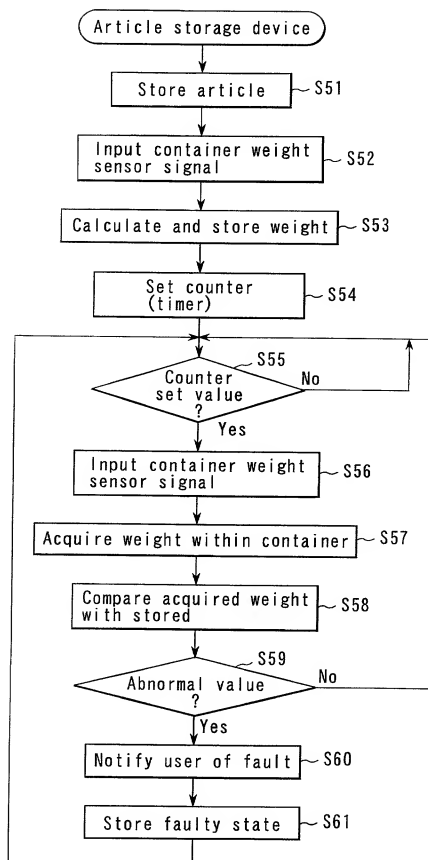 Article storage device
Store article
S51
Input container weight
sensor signal
S52
Calculate and store weight
S53
Set counter
(timer)
S54
S55
Counter
set value
?
No
Yes
Input container weight
sensor signal
S56
Acquire weight within container
S57
Compare acquired weight
with stored
S58
S59
Abnormal value
?
No
Yes
Notify user of fault
S60
Store faulty state
S61